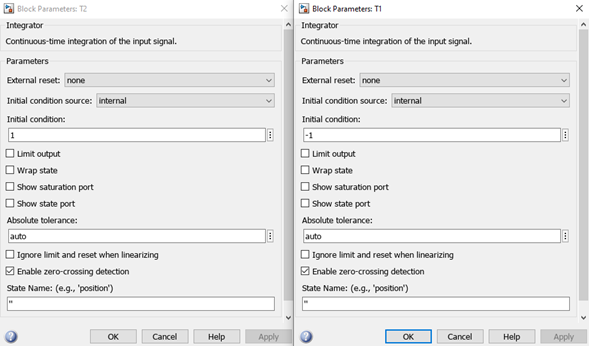 Block Parameters: T2
Integrator
Continuous-time integration of the input signal.
Parameters
External reset: none
Initial condition source: internal
Initial condition:
1
Limit output
Wrap state
Show saturation port
Show state port
Absolute tolerance:
auto
Ignore limit and reset when linearizing
Enable zero-crossing detection
State Name: (e.g., 'position')
''
OK Cancel Help Apply
Block Parameters: T1
Integrator
Continuous-time integration of the input signal.
Parameters
External reset: none
Initial condition source: internal
Initial condition:
-1
Limit output
Wrap state
Show saturation port
Show state port
Absolute tolerance:
auto
Ignore limit and reset when linearizing
Enable zero-crossing detection
State Name: (e.g., 'position')
''
OK Cancel Help Apply